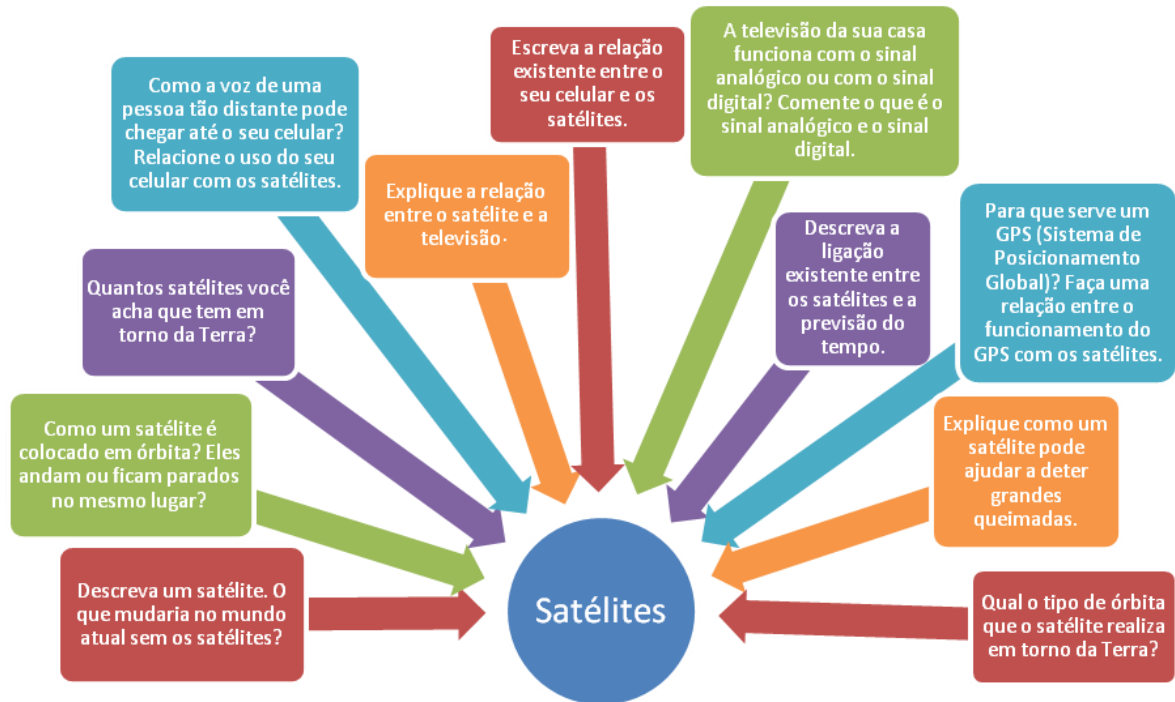 Descreva um satélite. O
que mudaria no mundo
atual sem os satélites?
Como um satélite é
colocado em órbita? Eles
andam ou ficam parados
no mesmo lugar?
Quantos satélites você
acha que tem em
torno da Terra?
Como a voz de uma
pessoa tão distante pode
chegar até o seu celular?
Relacione o uso do seu
celular com os satélites.
Explique a relação
entre o satélite e a
televisão.
Escreva a relação
existente entre o
seu celular e os
satélites.
A televisão da sua casa
funciona com o sinal
analógico ou com o sinal
digital? Comente o que é o
sinal analógico e o sinal
digital.
Descreva a
ligação
existente entre
os satélites e a
previsão do
tempo.
Para que serve um
GPS (Sistema de
Posicionamento
Global)? Faça uma
relação entre o
funcionamento do
GPS com os satélites.
Explique como um
satélite pode
ajudar a deter
grandes
queimadas.
Qual o tipo de órbita
que o satélite realiza
em torno da Terra?
Satélites